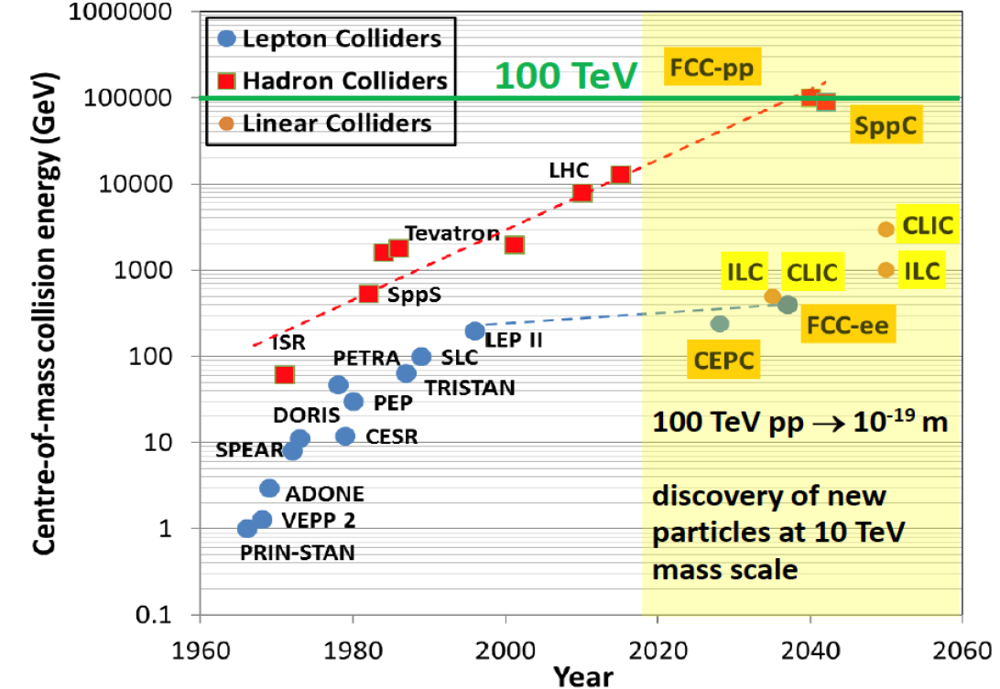 1000000
100000
10000
1000
100
10
1
0.1
Centre-of-mass collision energy (GeV)
Lepton Colliders
Hadron Colliders
Linear Colliders
100 TeV
FCC-pp
SppC
LHC
Tevatron
CLIC
ILC
CLIC
ILC
SppS
FCC-ee
LEP II
ISR
PETRA
SLC
CEPC
TRISTAN
PEP
DORIS
CESR
SPEAR
100 TeV pp → 10⁻¹⁹ m
ADONE
VEPP 2
PRIN-STAN
discovery of new
particles at 10 TeV
mass scale
1960
1980
2000
2020
2040
2060
Year